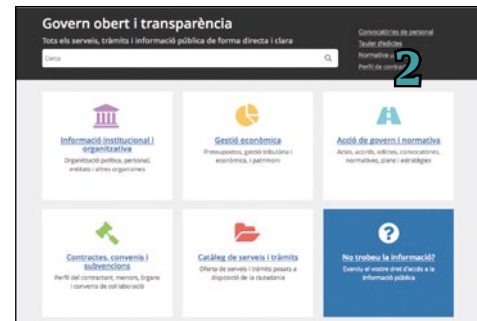 Govern obert i transparència
Tots els serveis, tràmits i informació pública de forma directa i clara
Cerca
Convocatòries de personal
Tauler d'edictes
Normativa
Perfil de
2
Informació institucional i
organitzativa
Organització política, personal,
entitats i altres organismes
Gestió econòmica
Pressupostos, gestió tributària i
econòmica, i patrimoni
Acció de govern i normativa
Actes, acords, edictes, convocatòries,
normatives, plans i estratègies
Contractes, convenis i
subvencions
Perfil del contractant, menors, òrgans
i convenis de col·laboració
Catàleg de serveis i tràmits
Oferta de serveis i tràmits posats a
disposició de la ciutadania
No trobeu la informació?
Exerciu el vostre dret d'accés a la
informació pública